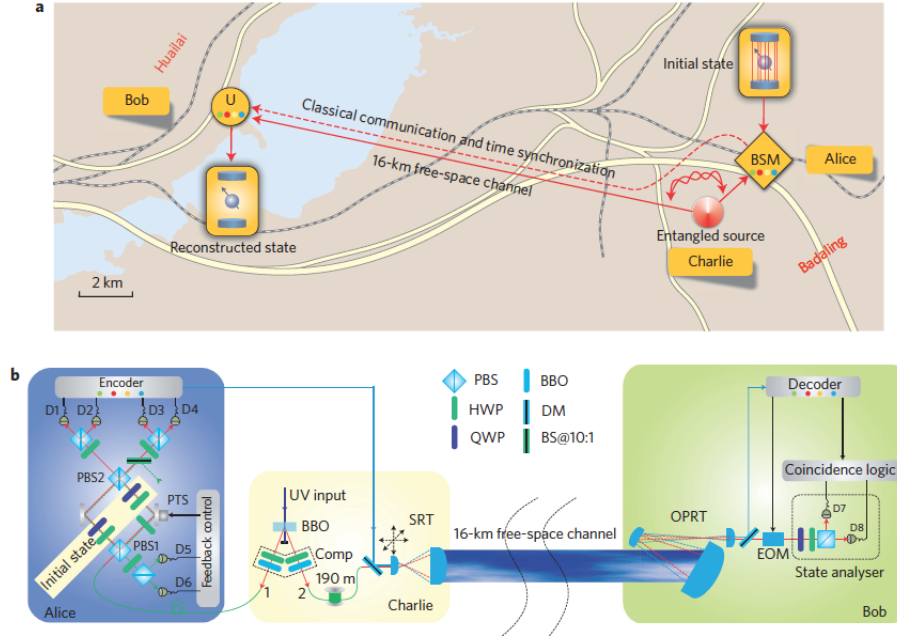 a
Huailai
Bob
U
Reconstructed state
2 km
Classical communication and time synchronization
16-km free-space channel
Initial state
BSM
Alice
Entangled source
Charlie
Badaling
b
Encoder
D1
D2
D3
D4
PBS2
PTS
Initial state
PBS1
D5
D6
Feedback control
Alice
UV input
BBO
Comp
1
2
190 m
SRT
Charlie
PBS
HWP
QWP
BBO
DM
BS@10:1
16-km free-space channel
OPRT
Decoder
Coincidence logic
D7
D8
EOM
State analyser
Bob